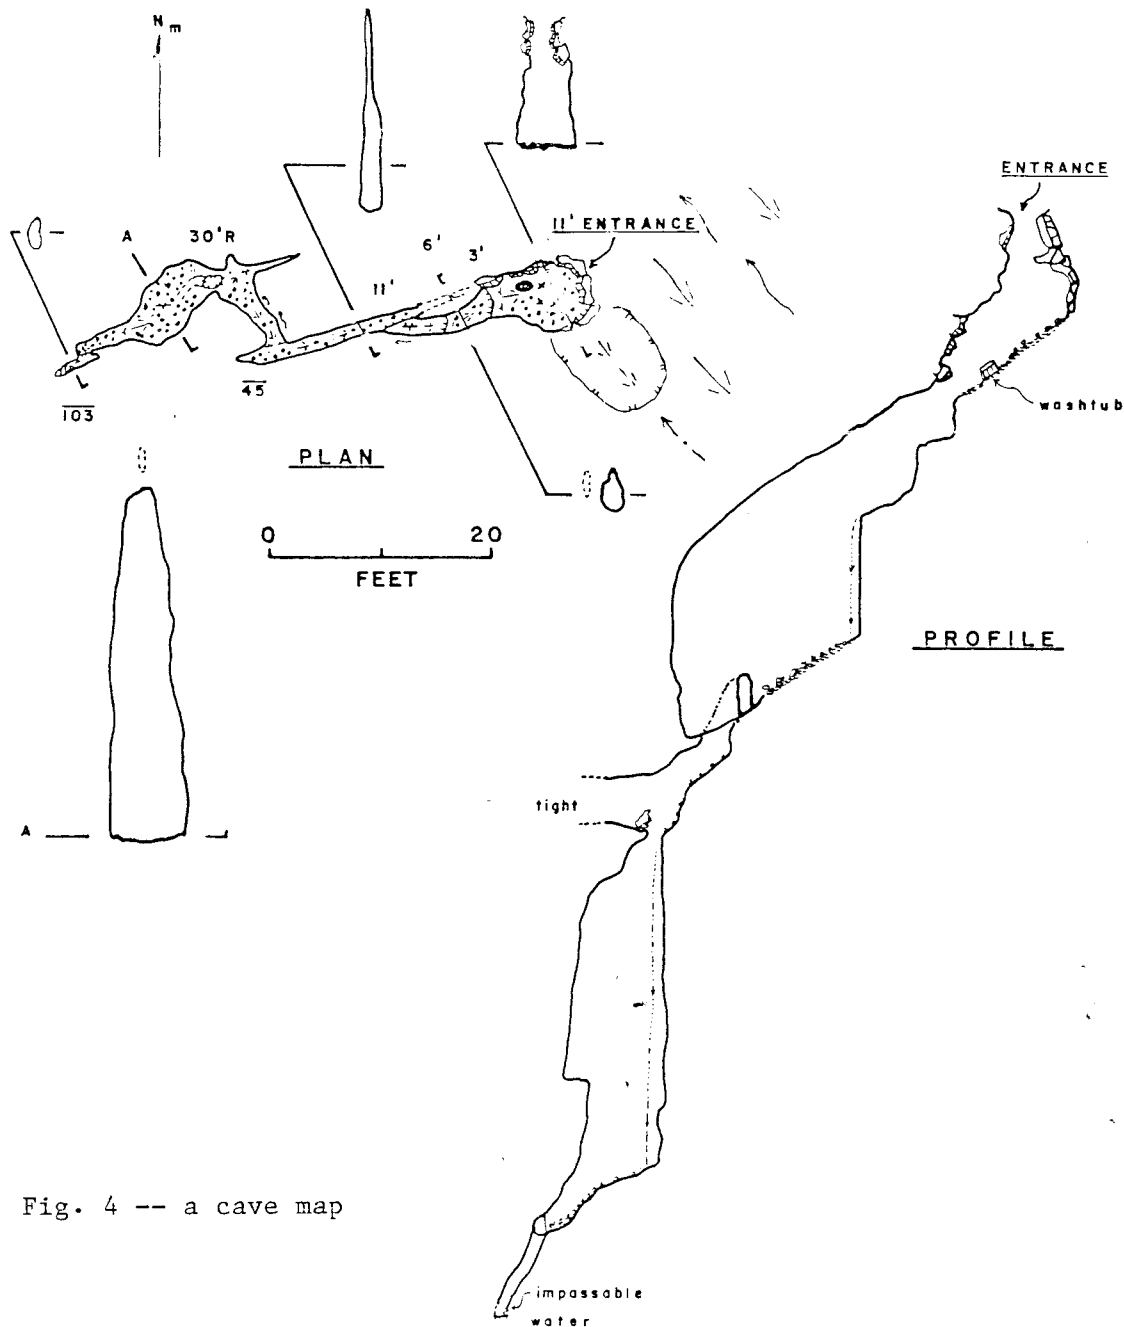 Nm
ENTRANCE
11' ENTRANCE
A
30'R
6'
3'
11'
L
L
L
L
45
103
washtub
PLAN
0 20
FEET
PROFILE
tight
A
Fig. 4 -- a cave map
impassable
water